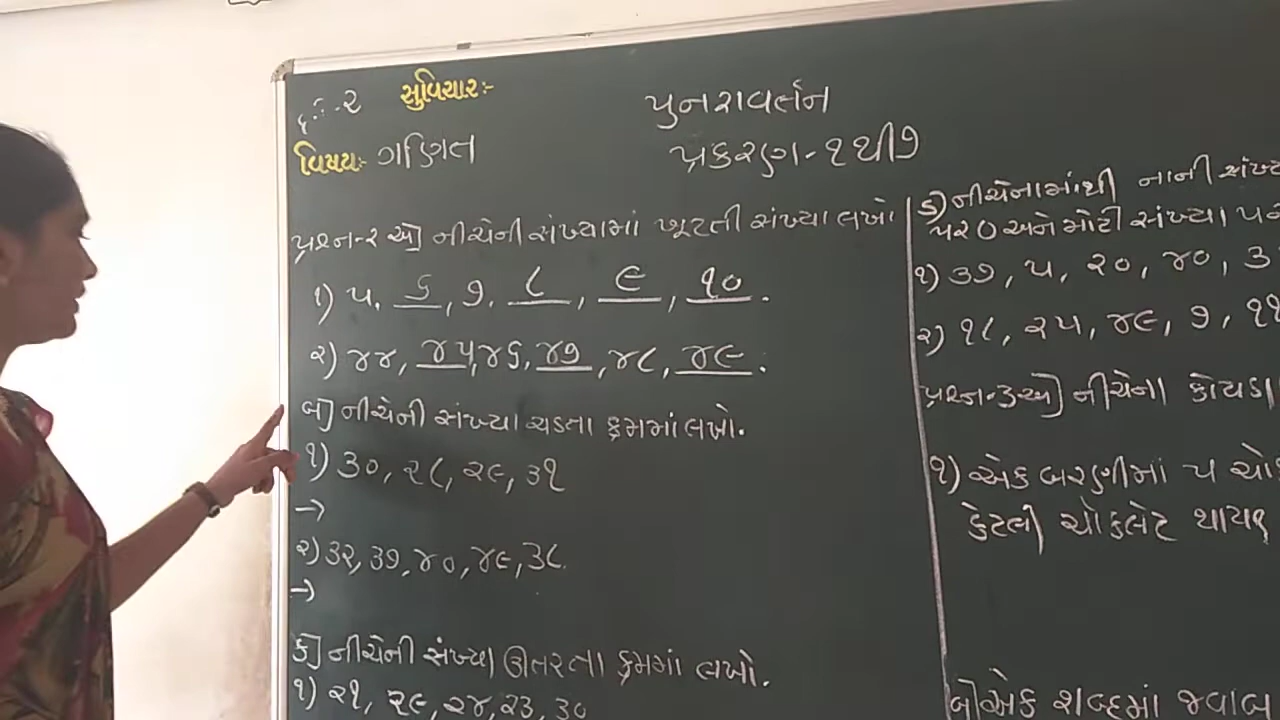 સુવિચાર:-
પુનરાવર્તન
વિષય:- ગણિત
પ્રકરણ-૧થી૭
પ્રશ્ન-૨ અ] નીચેની સંખ્યામાં ખૂટતી સંખ્યા લખો
૧) ૫, ૬, ૭, ૮, ૯, ૧૦.
૨) ૪૪, ૪૫, ૪૬, ૪૭, ૪૮, ૪૯.
બ] નીચેની સંખ્યા ચડતા ક્રમમાં લખો.
૧) ૩૦, ૨૮, ૨૯, ૩૧
→
૨) ૩૨, ૩૭, ૪૦, ૪૯, ૩૮
→
ક] નીચેની સંખ્યા ઊતરતા ક્રમમાં લખો.
૧) ૨૧, ૨૯, ૨૪, ૨૩, ૩૦
ડ) નીચેનામાંથી નાની
અને મોટી સંખ્યા
૧) ૩૭, ૫, ૨૦, ૪૦,
૨) ૧૮, ૨૫, ૪૯, ૭, ૧૧
પ્રશ્ન-૩અ] નીચેના કોયડા
૧) એક બરણીમાં ૫
કેટલી ચોકલેટ થાય?
બ) એક શબ્દમાં જવાબ